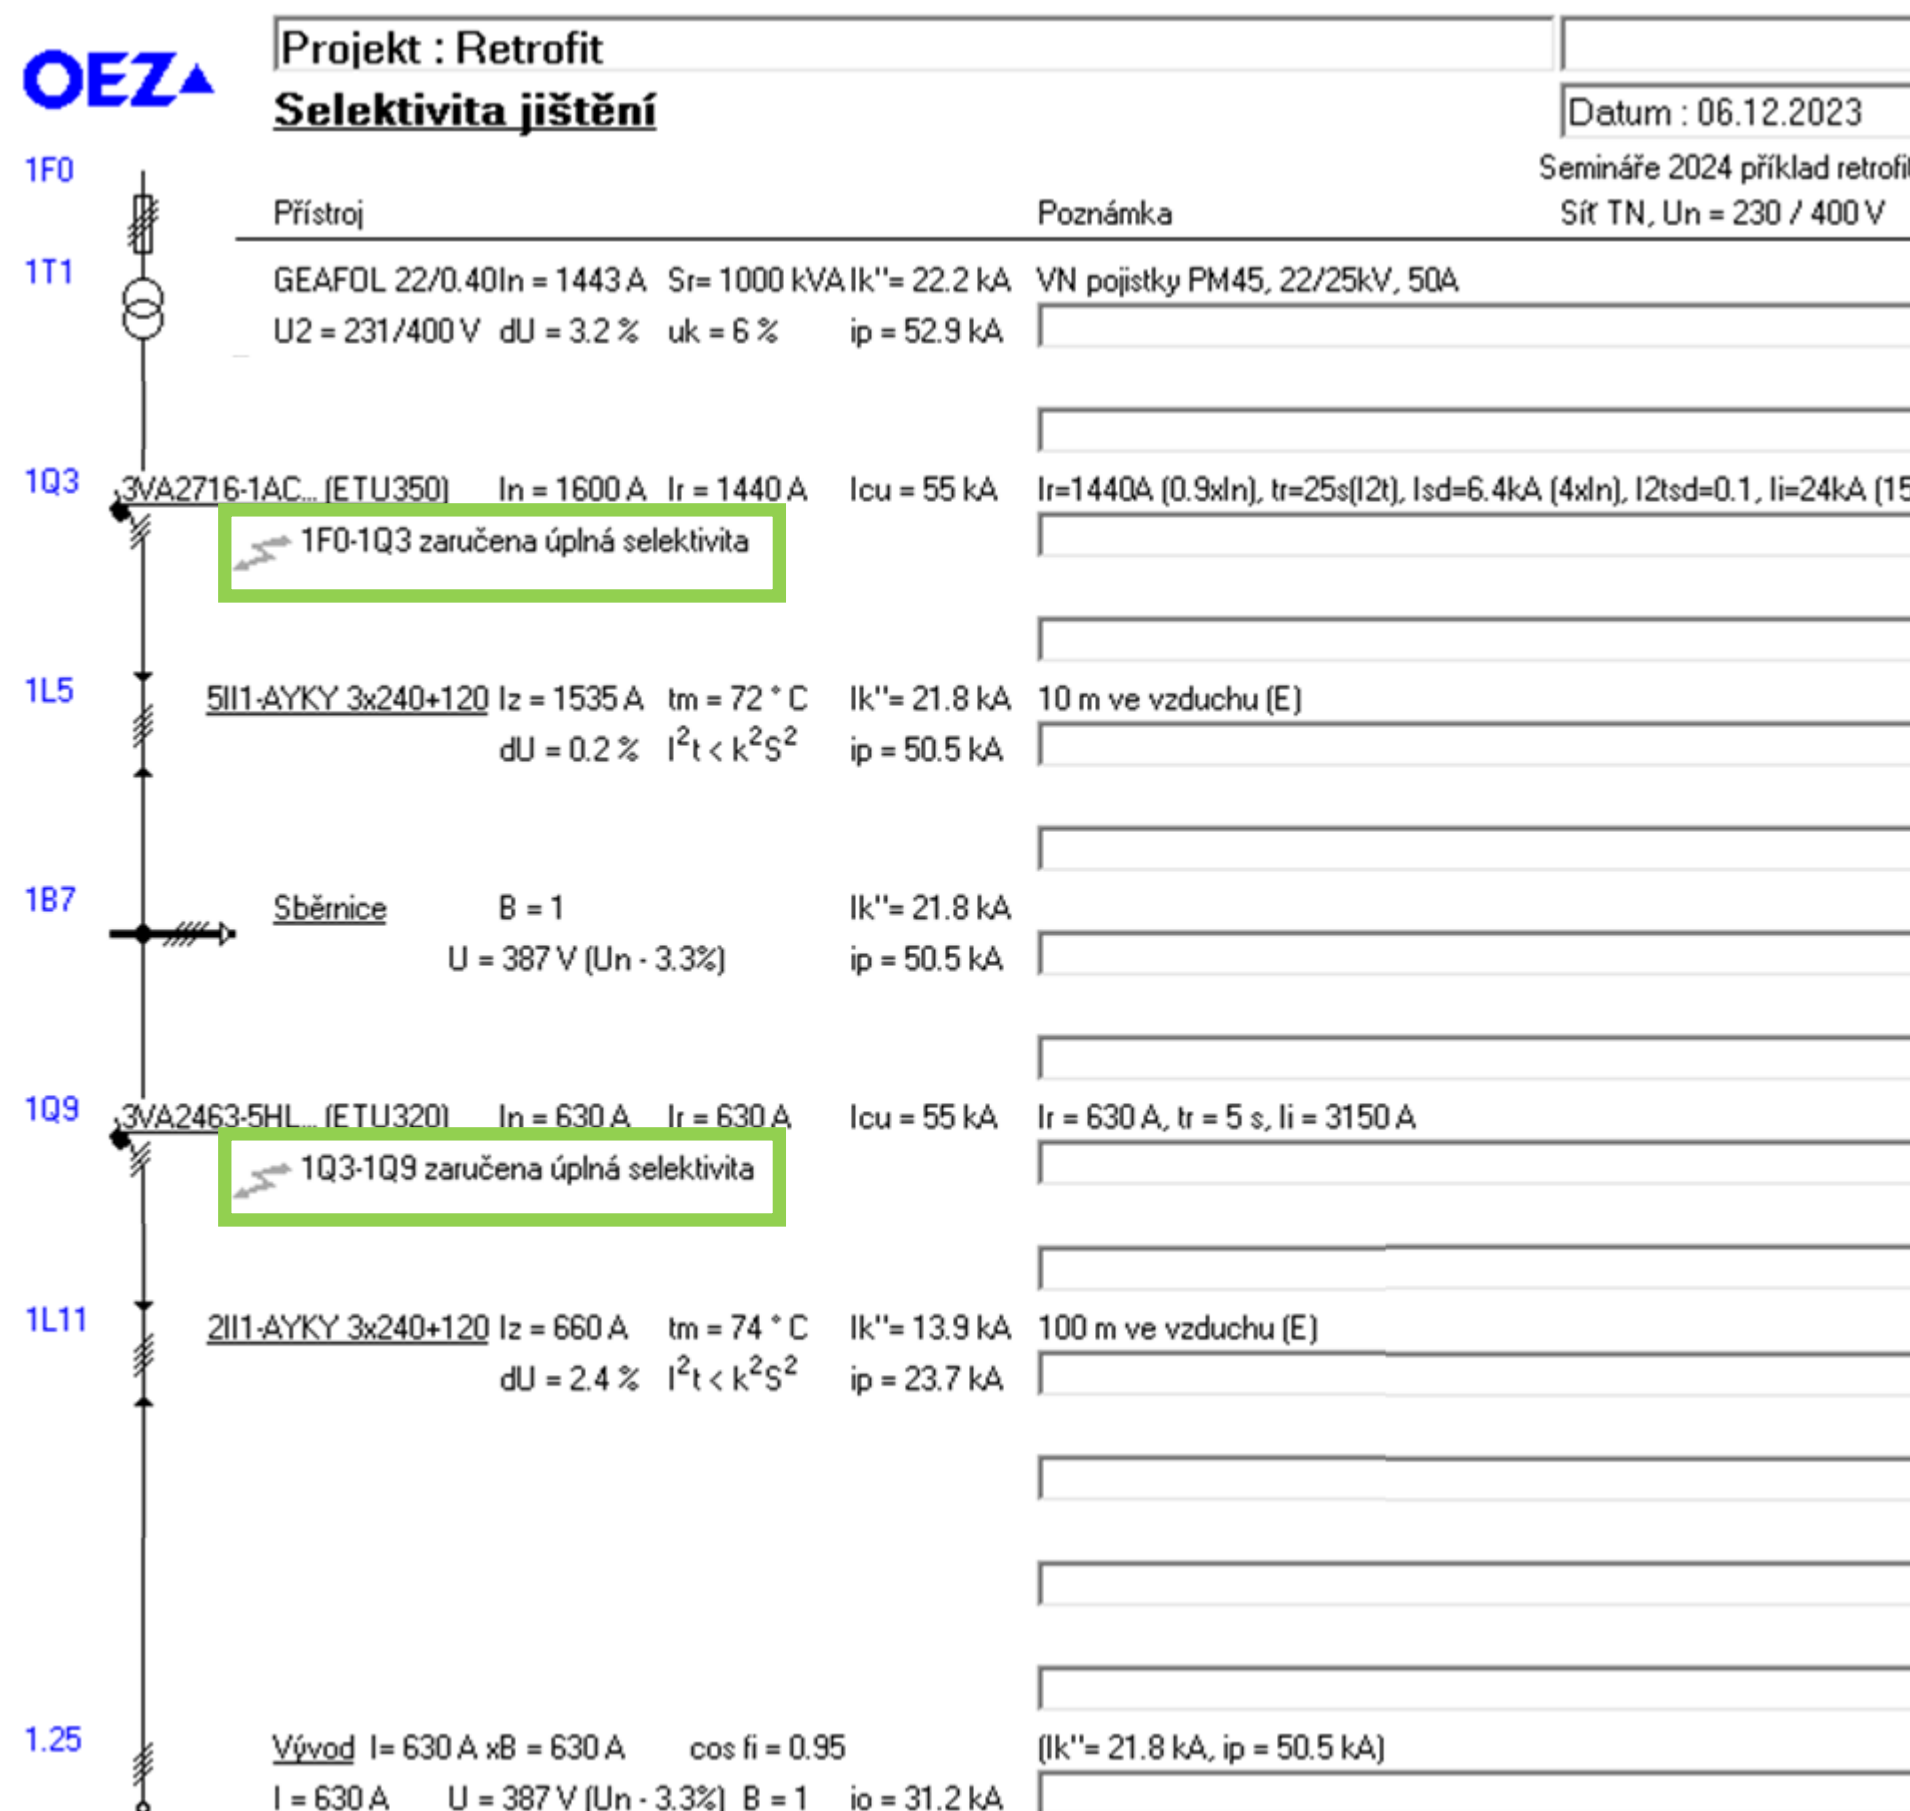 OEZ
Projekt : Retrofit
Selektivita jištění
Datum : 06.12.2023
Semináře 2024 příklad retrofit
1F0
Přístroj Poznámka Síť TN, Un = 230 / 400 V
1T1
GEAFOL 22/0.40 In = 1443 A Sr= 1000 kVA Ik''= 22.2 kA VN pojistky PM45, 22/25kV, 50A
U2 = 231/400 V dU = 3.2 % uk = 6 % ip = 52.9 kA
1Q3
3VA2716-1AC... (ETU350) In = 1600 A Ir = 1440 A Icu = 55 kA Ir=1440A (0.9xIn), tr=25s(I2t), Isd=6.4kA (4xIn), I2tsd=0.1, Ii=24kA (15
1F0-1Q3 zaručena úplná selektivita
1L5
5II1-AYKY 3x240+120 Iz = 1535 A tm = 72 ° C Ik''= 21.8 kA 10 m ve vzduchu (E)
dU = 0.2 % I²t < k²S² ip = 50.5 kA
1B7
Sběrnice B = 1 Ik''= 21.8 kA
U = 387 V (Un - 3.3%) ip = 50.5 kA
1Q9
3VA2463-5HL... (ETU320) In = 630 A Ir = 630 A Icu = 55 kA Ir = 630 A, tr = 5 s, Ii = 3150 A
1Q3-1Q9 zaručena úplná selektivita
1L11
2II1-AYKY 3x240+120 Iz = 660 A tm = 74 ° C Ik''= 13.9 kA 100 m ve vzduchu (E)
dU = 2.4 % I²t < k²S² ip = 23.7 kA
1.25
Vývod I= 630 A xB = 630 A cos fi = 0.95 (Ik''= 21.8 kA, ip = 50.5 kA)
I = 630 A U = 387 V (Un - 3.3%) B = 1 io = 31.2 kA